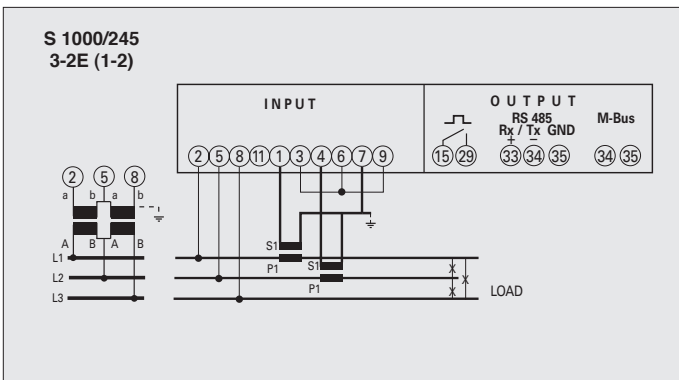 S 1000/245
3-2E (1-2)
INPUT
OUTPUT
RS 485
Rx / Tx GND
+ −
M-Bus
2 5 8 11 1 3 4 6 7 9
15 29 33 34 35 34 35
2 5 8
a b a b
A B A B
S1
L1
P1 S1
L2
P1
L3
LOAD